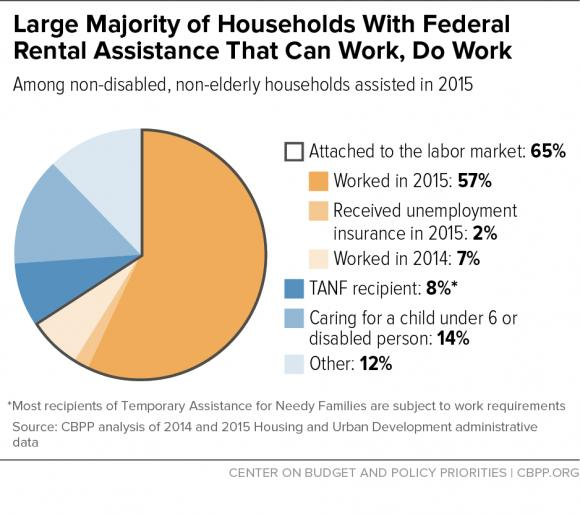 Large Majority of Households With Federal
Rental Assistance That Can Work, Do Work
Among non-disabled, non-elderly households assisted in 2015
Attached to the labor market: 65%
Worked in 2015: 57%
Received unemployment
insurance in 2015: 2%
Worked in 2014: 7%
TANF recipient: 8%*
Caring for a child under 6 or
disabled person: 14%
Other: 12%
*Most recipients of Temporary Assistance for Needy Families are subject to work requirements
Source: CBPP analysis of 2014 and 2015 Housing and Urban Development administrative
data
CENTER ON BUDGET AND POLICY PRIORITIES | CBPP.ORG